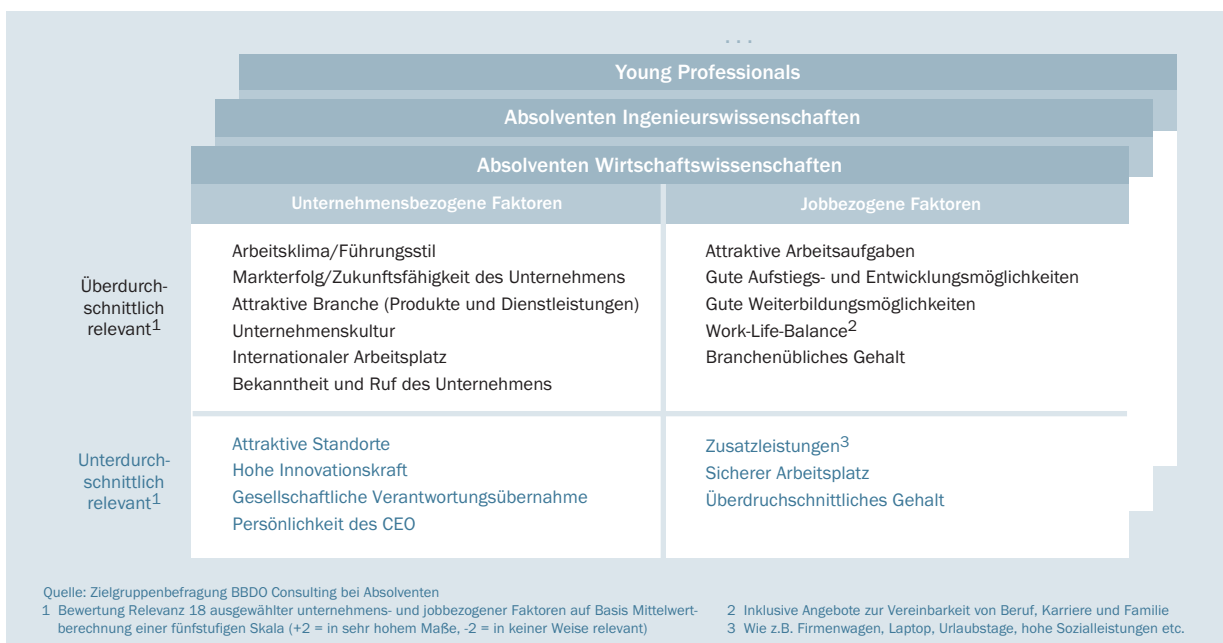 ...
Young Professionals
Absolventen Ingenieurswissenschaften
Absolventen Wirtschaftswissenschaften
Unternehmensbezogene Faktoren
Jobbezogene Faktoren
Überdurch-
schnittlich
relevant1
Arbeitsklima/Führungsstil
Markterfolg/Zukunftsfähigkeit des Unternehmens
Attraktive Branche (Produkte und Dienstleistungen)
Unternehmenskultur
Internationaler Arbeitsplatz
Bekanntheit und Ruf des Unternehmens
Attraktive Arbeitsaufgaben
Gute Aufstiegs- und Entwicklungsmöglichkeiten
Gute Weiterbildungsmöglichkeiten
Work-Life-Balance2
Branchenübliches Gehalt
Unterdurch-
schnittlich
relevant1
Attraktive Standorte
Hohe Innovationskraft
Gesellschaftliche Verantwortungsübernahme
Persönlichkeit des CEO
Zusatzleistungen3
Sicherer Arbeitsplatz
Überdruchschnittliches Gehalt
Quelle: Zielgruppenbefragung BBDO Consulting bei Absolventen
1 Bewertung Relevanz 18 ausgewählter unternehmens- und jobbezogener Faktoren auf Basis Mittelwert-
berechnung einer fünfstufigen Skala (+2 = in sehr hohem Maße, -2 = in keiner Weise relevant)
2 Inklusive Angebote zur Vereinbarkeit von Beruf, Karriere und Familie
3 Wie z.B. Firmenwagen, Laptop, Urlaubstage, hohe Sozialleistungen etc.